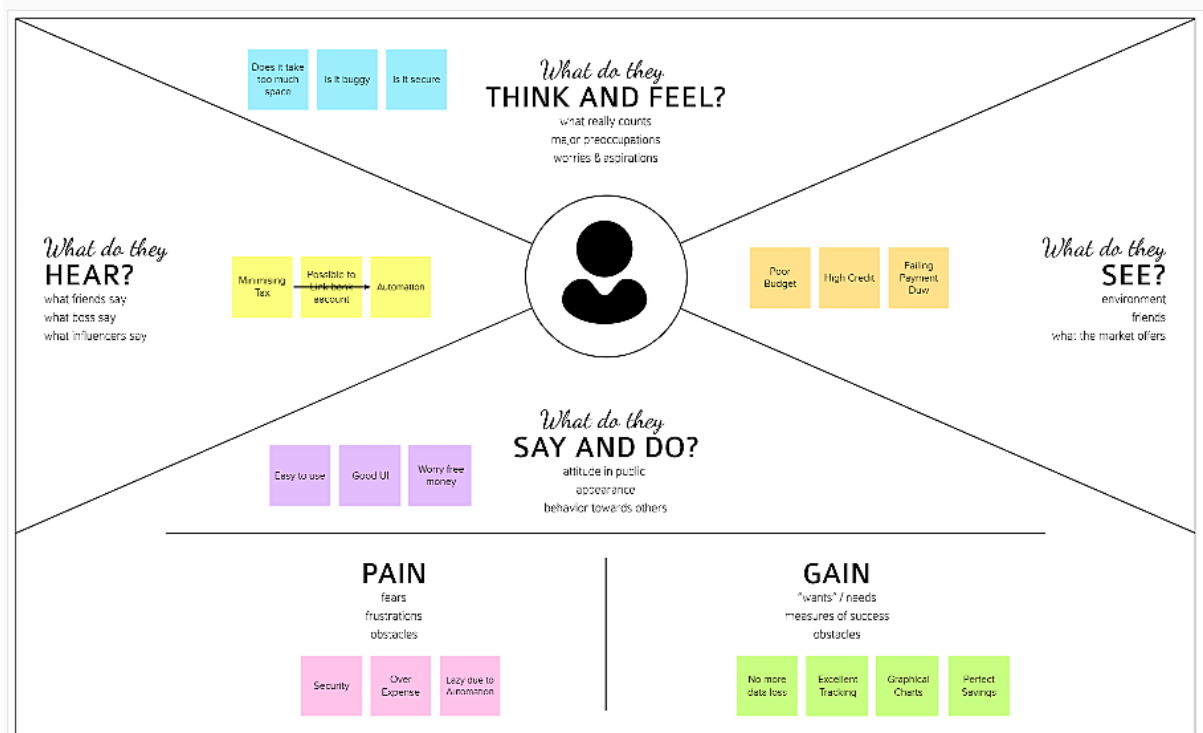 Does it take
too much
space
Is It buggy
Is It secure
What do they
THINK AND FEEL?
what really counts
major preoccupations
worries & aspirations
What do they
HEAR?
what friends say
what boss say
what influencers say
Minimising
Tax
Possible to
Link bank
account
Automation
Poor
Budget
High Credit
Failing
Payment
Duw
What do they
SEE?
environment
friends
what the market offers
What do they
SAY AND DO?
attitude in public
appearance
behavior towards others
Easy to use
Good UI
Worry free
money
PAIN
fears
frustrations
obstacles
Security
Over
Expense
Lazy due to
Automation
GAIN
"wants" / needs
measures of success
obstacles
No more
data loss
Excellent
Tracking
Graphical
Charts
Perfect
Savings